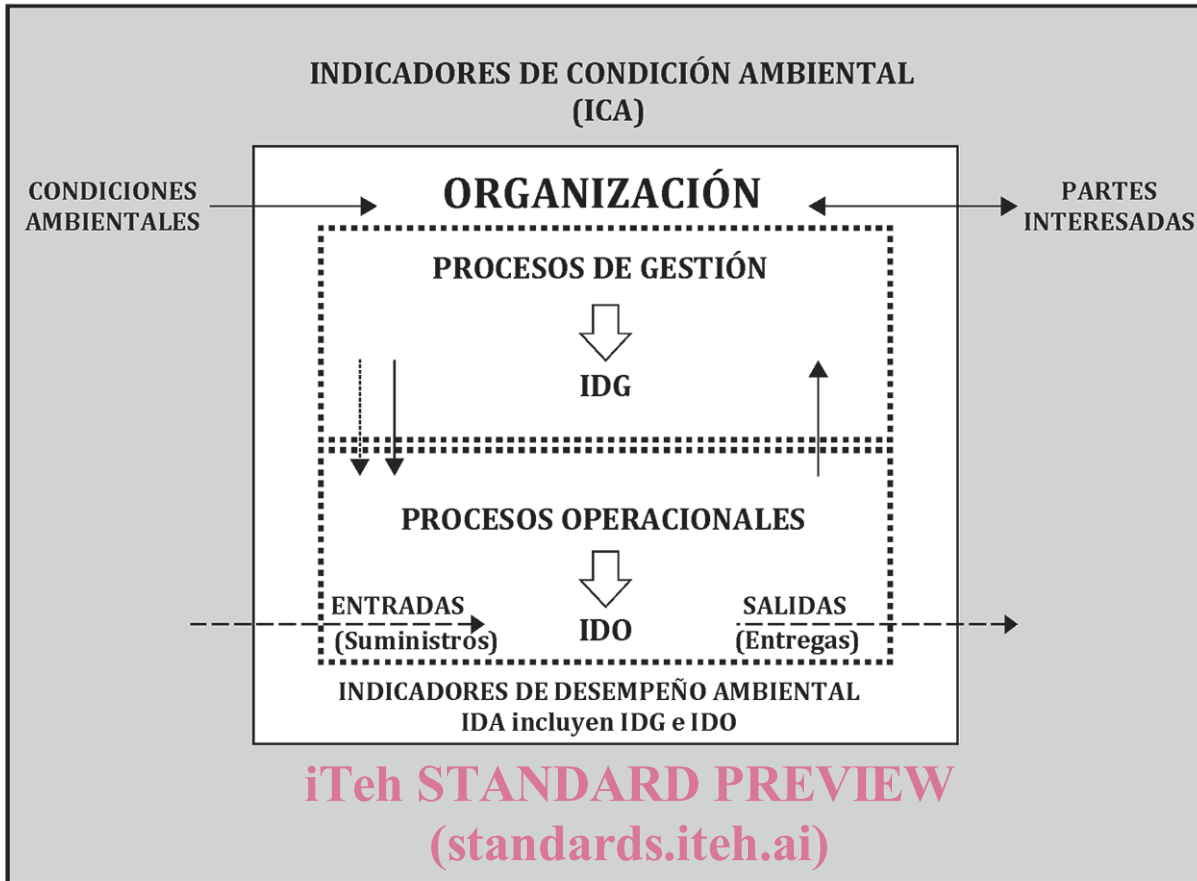 INDICADORES DE CONDICIÓN AMBIENTAL
(ICA)
CONDICIONES
AMBIENTALES
ORGANIZACIÓN
PARTES
INTERESADAS
PROCESOS DE GESTIÓN
IDG
PROCESOS OPERACIONALES
ENTRADAS
(Suministros)
IDO
SALIDAS
(Entregas)
INDICADORES DE DESEMPEÑO AMBIENTAL
IDA incluyen IDG e IDO
iTeh STANDARD PREVIEW
(standards.iteh.ai)